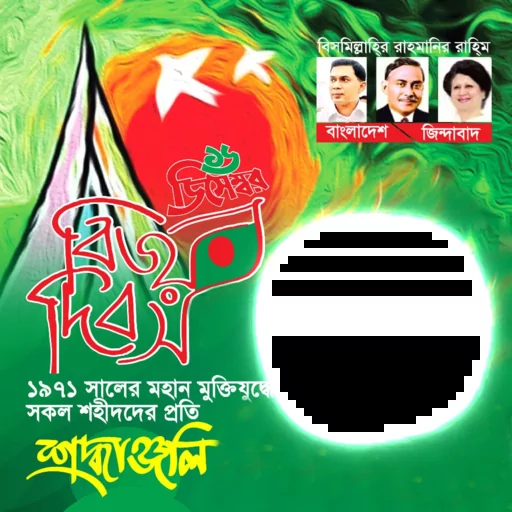 বিসমিল্লাহির রাহমানির রাহিম
বাংলাদেশ জিন্দাবাদ
১৬
ডিসেম্বর
বিজয়
দিবস
১৯৭১ সালের মহান মুক্তিযুদ্ধে
সকল শহীদদের প্রতি
শ্রদ্ধাঞ্জলি